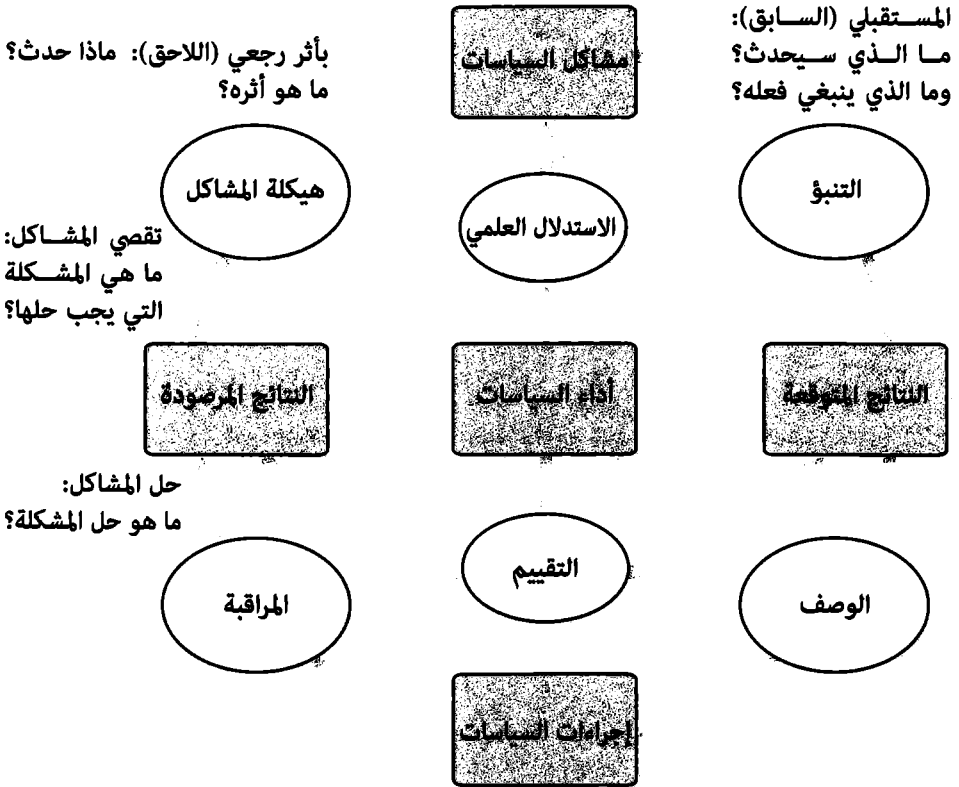 المستقبلي (السابق):
ما الذي سيحدث؟
وما الذي ينبغي فعله؟
مشاكل السياسات
بأثر رجعي (اللاحق): ماذا حدث؟
ما هو أثره؟
التنبؤ
الاستدلال العلمي
هيكلة المشاكل
تقصي المشاكل:
ما هي المشكلة
التي يجب حلها؟
النتائج المتوقعة
أداء السياسات
النتائج المرصودة
حل المشاكل:
ما هو حل المشكلة؟
الوصف
التقييم
المراقبة
إجراءات السياسات